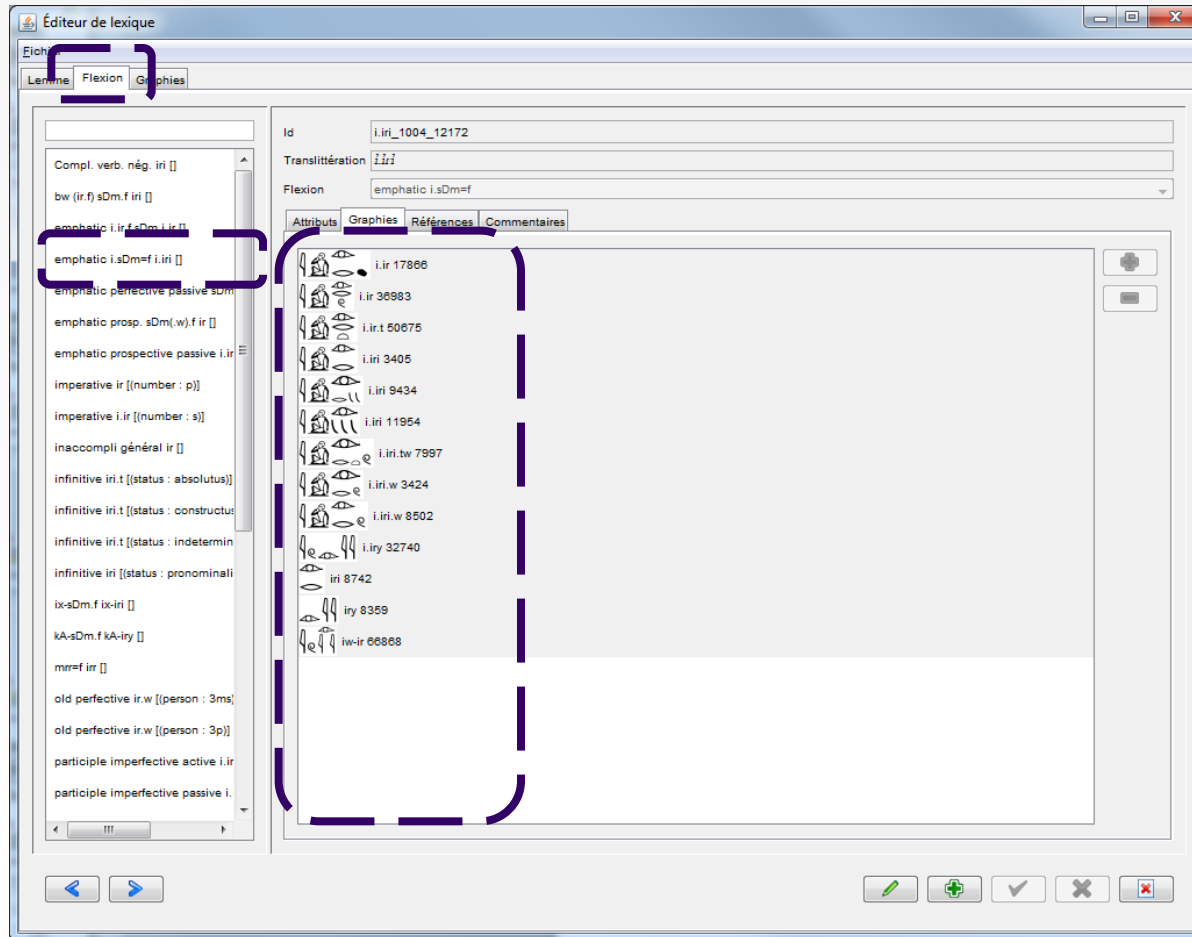 Éditeur de lexique
Lemme Flexion Graphies
Compl. verb. nég. iri []
bw (ir.f) sDm.f iri []
emphatic i.ir.f sDm i.ir []
emphatic i.sDm=f i.iri []
emphatic perfective passive sDm
emphatic prosp. sDm(.w).f ir []
emphatic prospective passive i.ir
imperative ir [(number : p)]
imperative i.ir [(number : s)]
inaccompli général ir []
infinitive iri.t [(status : absolutus)]
infinitive iri.t [(status : constructus
infinitive iri.t [(status : indetermin
infinitive iri [(status : pronominali
ix-sDm.f ix-iri []
kA-sDm.f kA-iry []
mrr=f irr []
old perfective ir.w [(person : 3ms)
old perfective ir.w [(person : 3p)]
participle imperfective active i.ir
participle imperfective passive i.
Id i.iri_1004_12172
Translittération i.iri
Flexion emphatic i.sDm=f
Attributs Graphies Références Commentaires
i.ir 17866
i.ir 36983
i.ir.t 50675
i.iri 3405
i.iri 9434
i.iri 11954
i.iri.tw 7997
i.iri.w 3424
i.iri.w 8502
i.iry 32740
iri 8742
iry 8359
iw-ir 66868